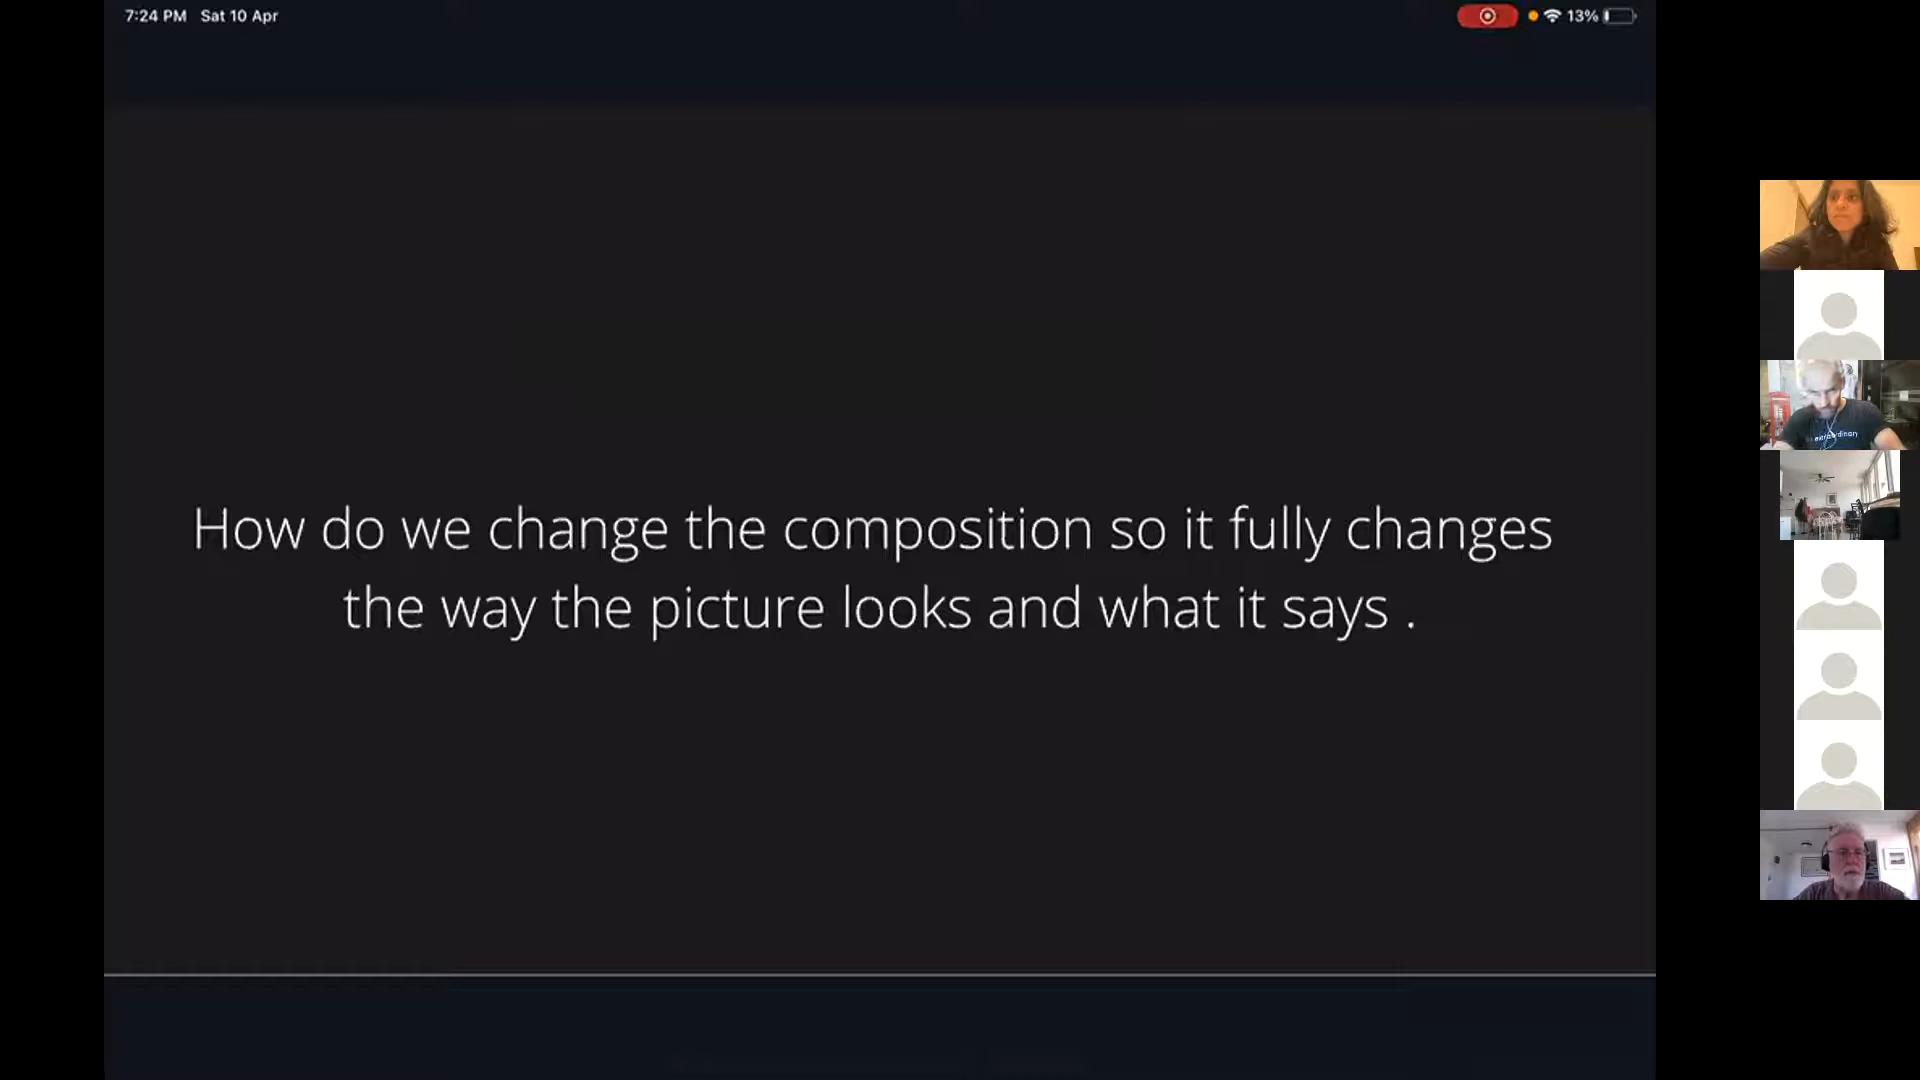 7:24 PM Sat 10 Apr
13%
How do we change the composition so it fully changes
the way the picture looks and what it says .